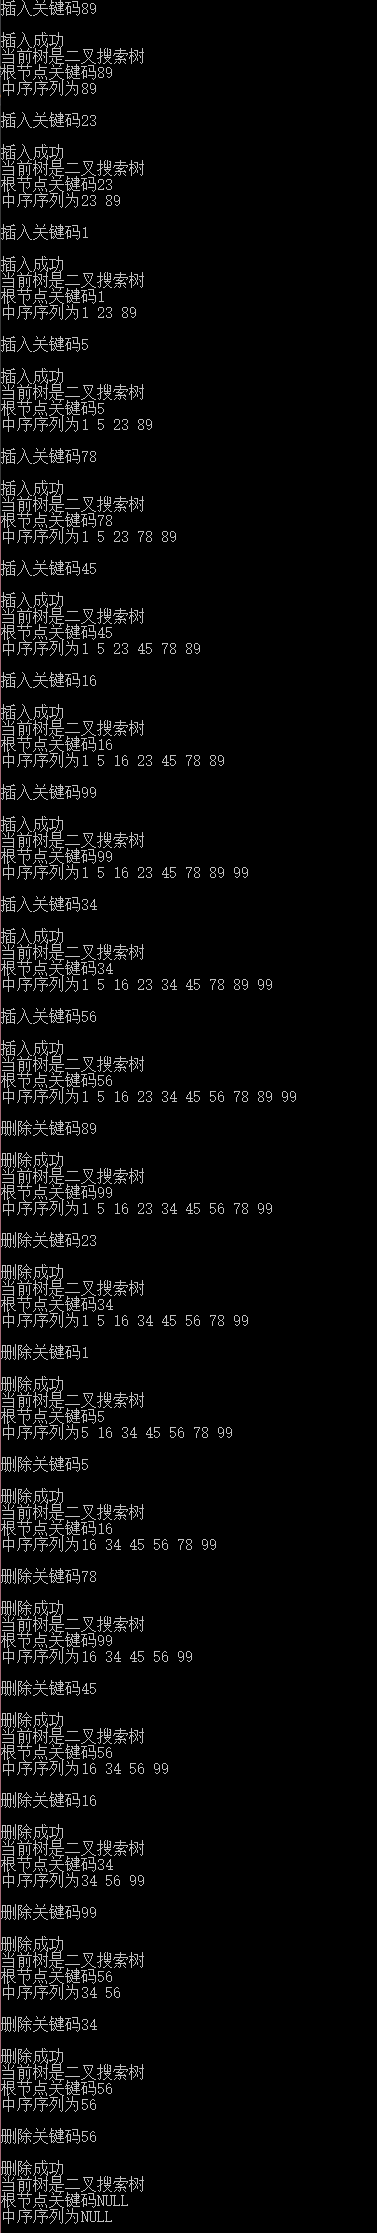 插入关键码89
插入成功
当前树是二叉搜索树
根节点关键码89
中序序列为89
插入关键码23
插入成功
当前树是二叉搜索树
根节点关键码23
中序序列为23 89
插入关键码1
插入成功
当前树是二叉搜索树
根节点关键码1
中序序列为1 23 89
插入关键码5
插入成功
当前树是二叉搜索树
根节点关键码5
中序序列为1 5 23 89
插入关键码78
插入成功
当前树是二叉搜索树
根节点关键码78
中序序列为1 5 23 78 89
插入关键码45
插入成功
当前树是二叉搜索树
根节点关键码45
中序序列为1 5 23 45 78 89
插入关键码16
插入成功
当前树是二叉搜索树
根节点关键码16
中序序列为1 5 16 23 45 78 89
插入关键码99
插入成功
当前树是二叉搜索树
根节点关键码99
中序序列为1 5 16 23 45 78 89 99
插入关键码34
插入成功
当前树是二叉搜索树
根节点关键码34
中序序列为1 5 16 23 34 45 78 89 99
插入关键码56
插入成功
当前树是二叉搜索树
根节点关键码56
中序序列为1 5 16 23 34 45 56 78 89 99
删除关键码89
删除成功
当前树是二叉搜索树
根节点关键码99
中序序列为1 5 16 23 34 45 56 78 99
删除关键码23
删除成功
当前树是二叉搜索树
根节点关键码34
中序序列为1 5 16 34 45 56 78 99
删除关键码1
删除成功
当前树是二叉搜索树
根节点关键码5
中序序列为5 16 34 45 56 78 99
删除关键码5
删除成功
当前树是二叉搜索树
根节点关键码16
中序序列为16 34 45 56 78 99
删除关键码78
删除成功
当前树是二叉搜索树
根节点关键码99
中序序列为16 34 45 56 99
删除关键码45
删除成功
当前树是二叉搜索树
根节点关键码56
中序序列为16 34 56 99
删除关键码16
删除成功
当前树是二叉搜索树
根节点关键码34
中序序列为34 56 99
删除关键码99
删除成功
当前树是二叉搜索树
根节点关键码56
中序序列为34 56
删除关键码34
删除成功
当前树是二叉搜索树
根节点关键码56
中序序列为56
删除关键码56
删除成功
当前树是二叉搜索树
根节点关键码NULL
中序序列为NULL